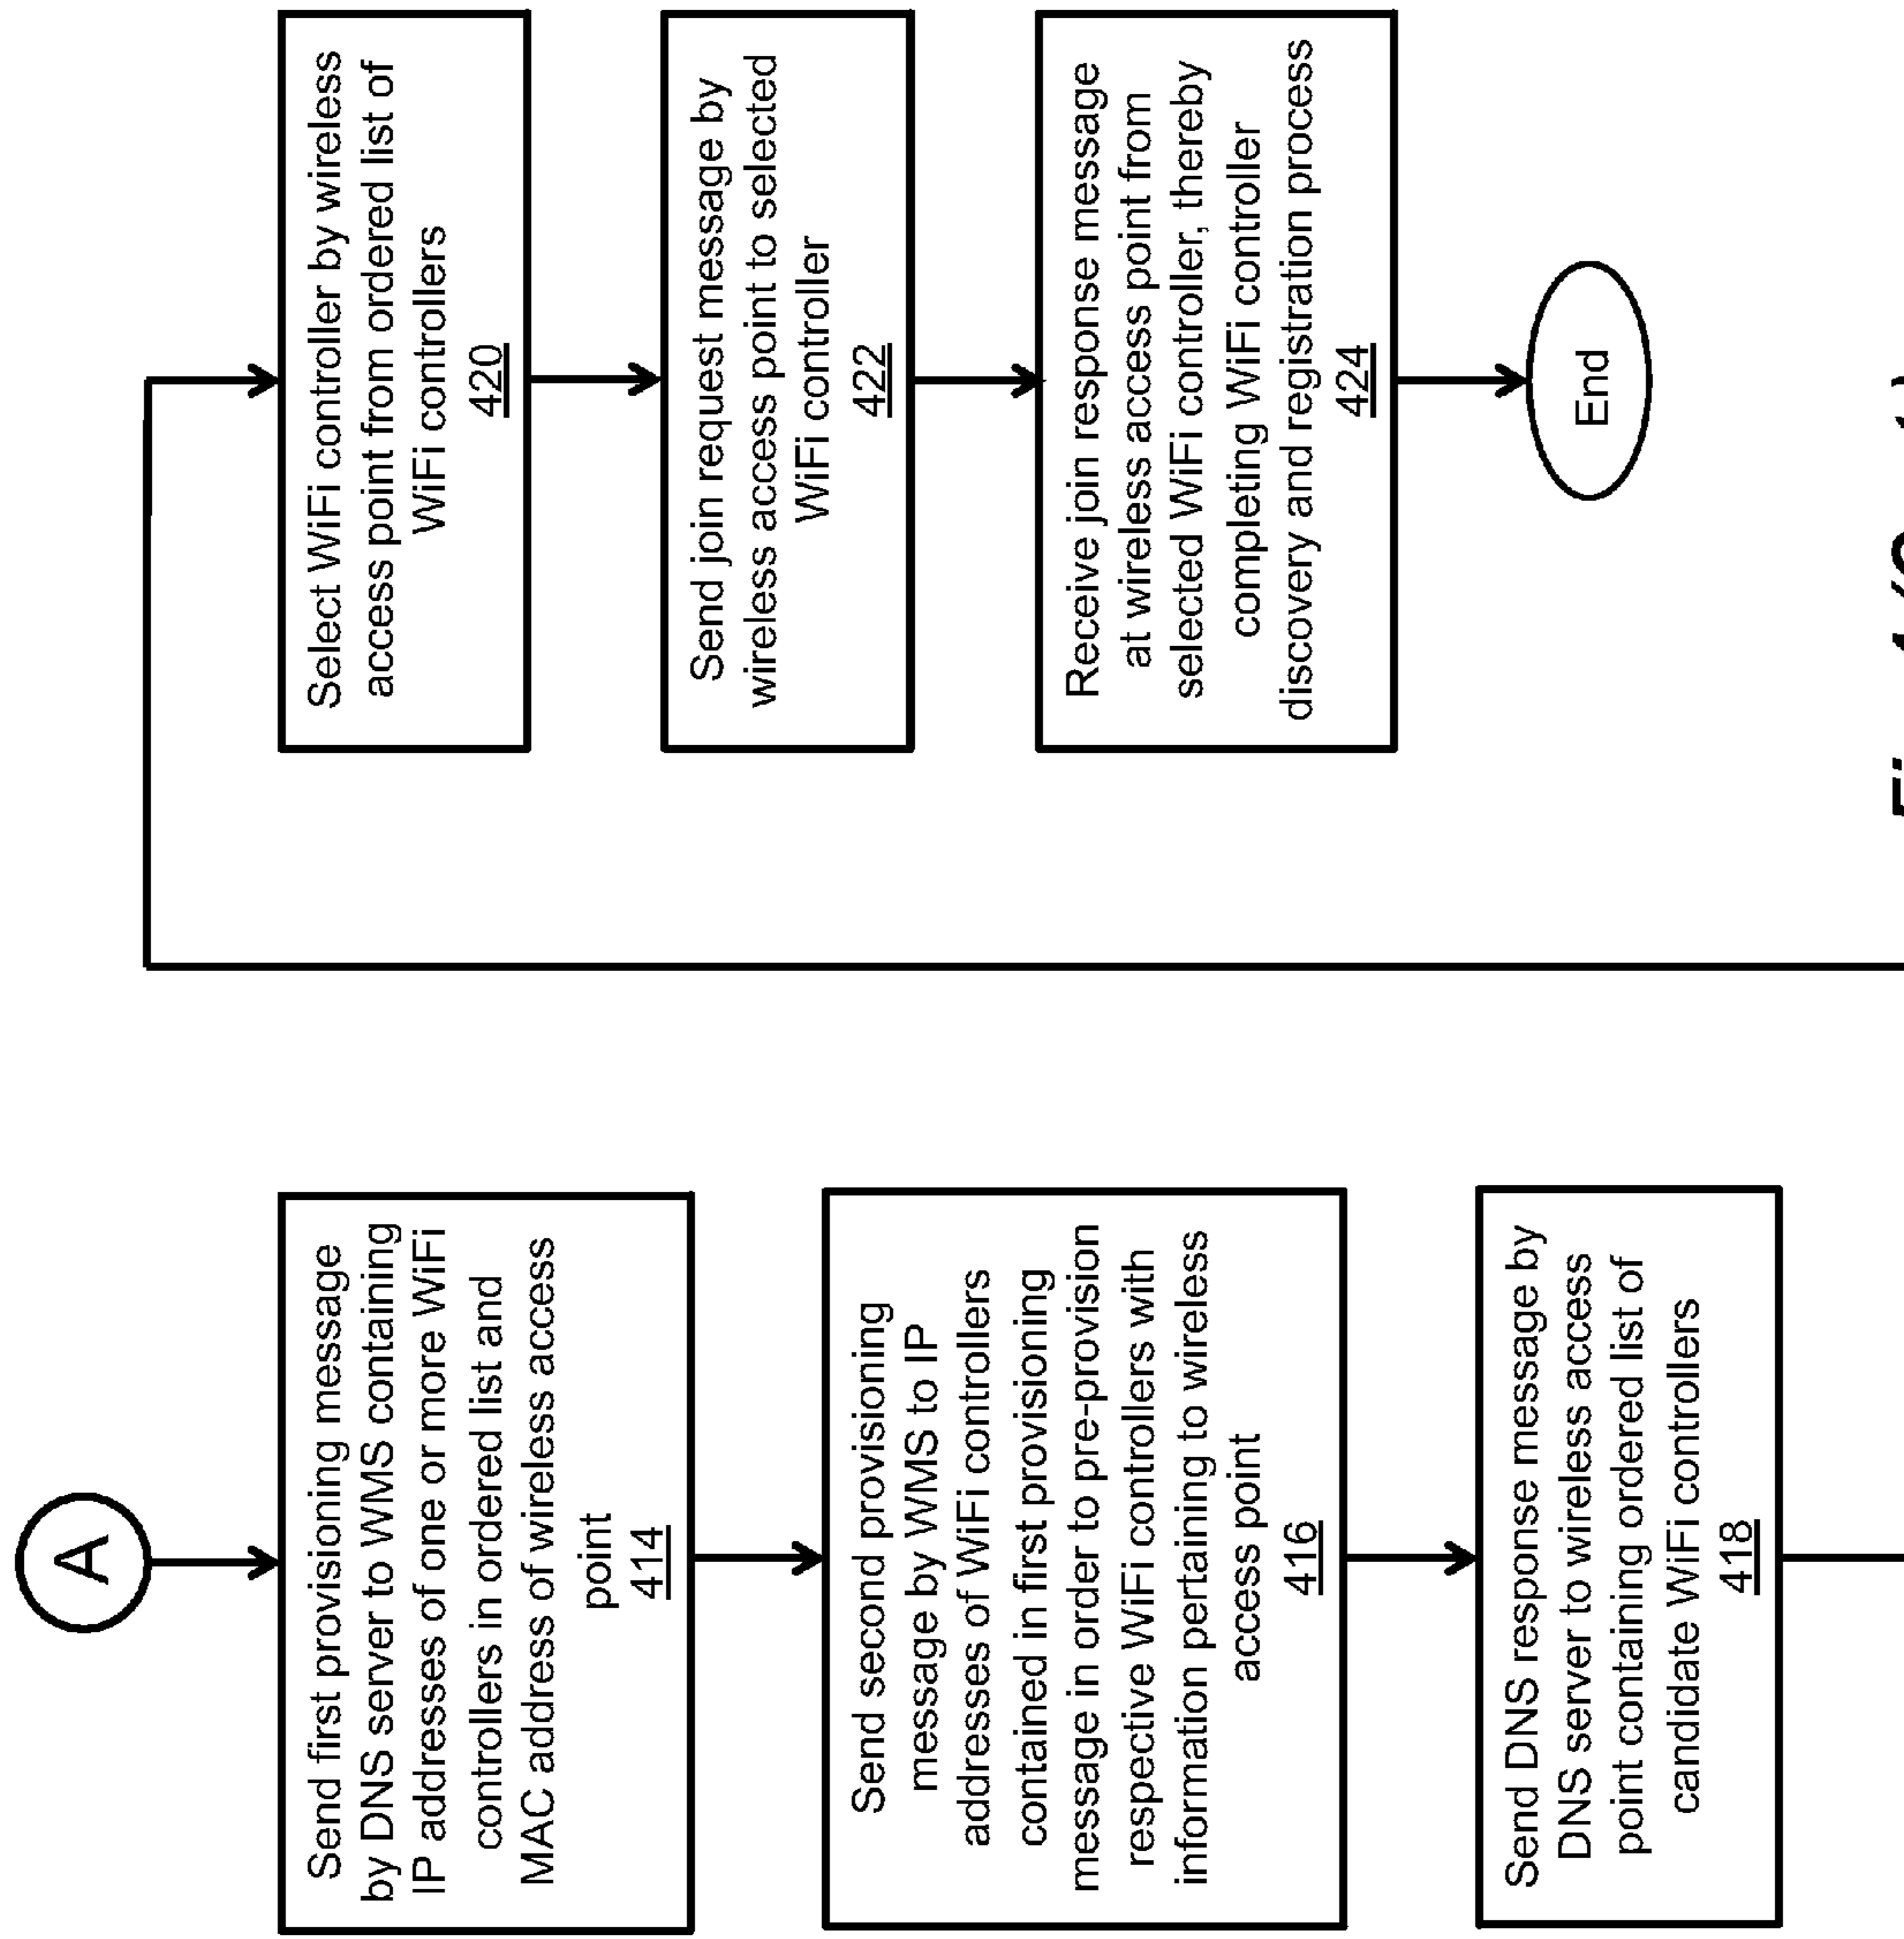 A
Send first provisioning message
by DNS server to WMS containing
IP addresses of one or more WiFi
controllers in ordered list and
MAC address of wireless access
point
414
Send second provisioning
message by WMS to IP
addresses of WiFi controllers
contained in first provisioning
message in order to pre-provision
respective WiFi controllers with
information pertaining to wireless
access point
416
Send DNS response message by
DNS server to wireless access
point containing ordered list of
candidate WiFi controllers
418
Select WiFi controller by wireless
access point from ordered list of
WiFi controllers
420
Send join request message by
wireless access point to selected
WiFi controller
422
Receive join response message
at wireless access point from
selected WiFi controller, thereby
completing WiFi controller
discovery and registration process
424
End